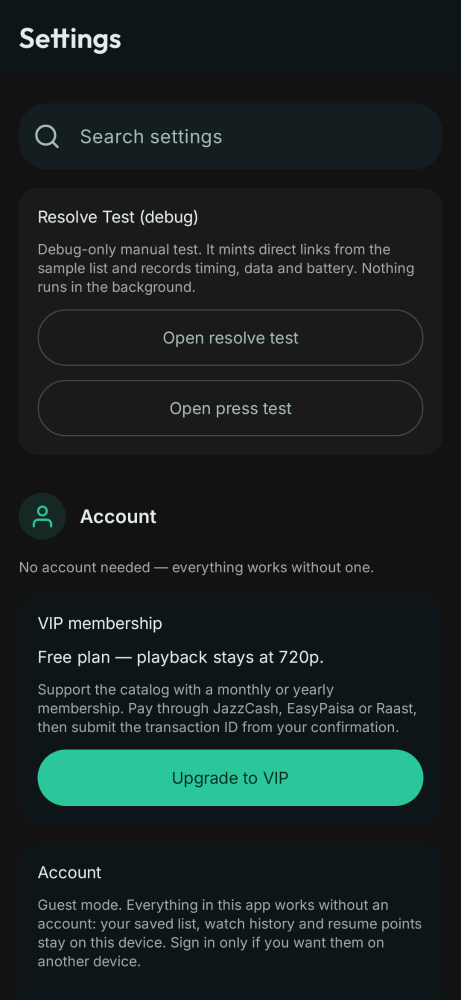 Settings
Search settings
Resolve Test (debug)
Debug-only manual test. It mints direct links from the
sample list and records timing, data and battery. Nothing
runs in the background.
Open resolve test
Open press test
Account
No account needed — everything works without one.
VIP membership
Free plan — playback stays at 720p.
Support the catalog with a monthly or yearly
membership. Pay through JazzCash, EasyPaisa or Raast,
then submit the transaction ID from your confirmation.
Upgrade to VIP
Account
Guest mode. Everything in this app works without an
account: your saved list, watch history and resume points
stay on this device. Sign in only if you want them on
another device.